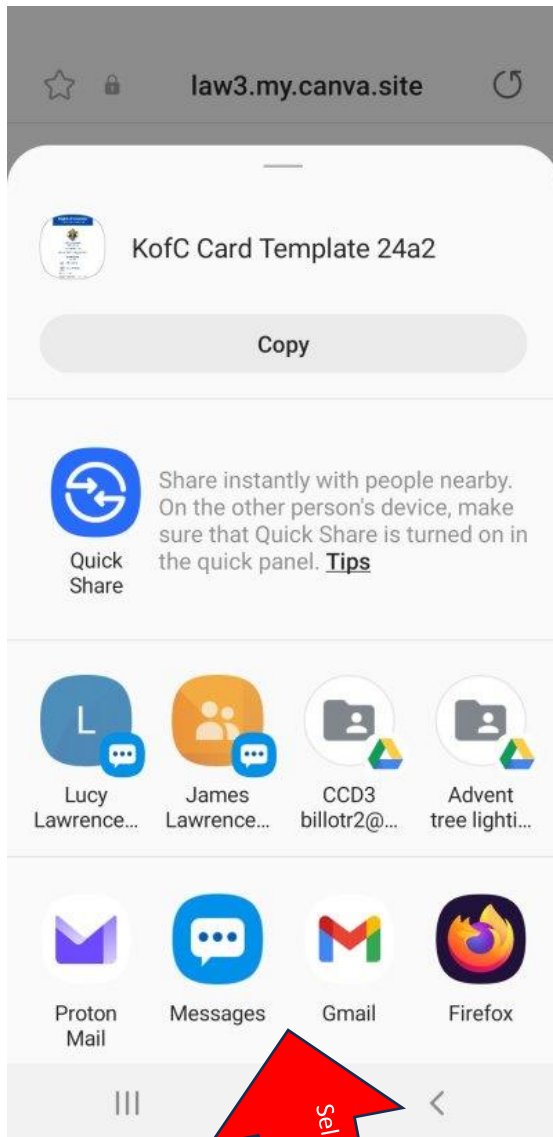 law3.my.canva.site
KofC Card Template 24a2
Copy
Share instantly with people nearby.
On the other person's device, make
sure that Quick Share is turned on in
the quick panel. Tips
Quick
Share
L
Lucy
Lawrence...
James
Lawrence...
CCD3
billotr2@...
Advent
tree lighti...
Proton
Mail
Messages
Gmail
Firefox
Sel